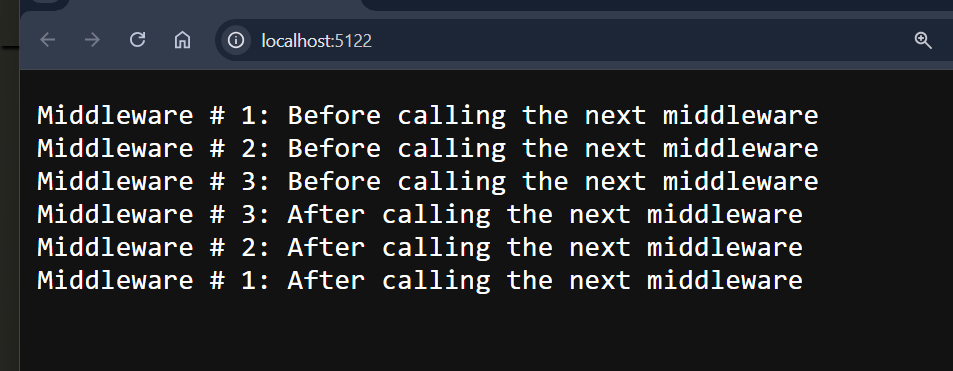 localhost:5122
Middleware # 1: Before calling the next middleware
Middleware # 2: Before calling the next middleware
Middleware # 3: Before calling the next middleware
Middleware # 3: After calling the next middleware
Middleware # 2: After calling the next middleware
Middleware # 1: After calling the next middleware